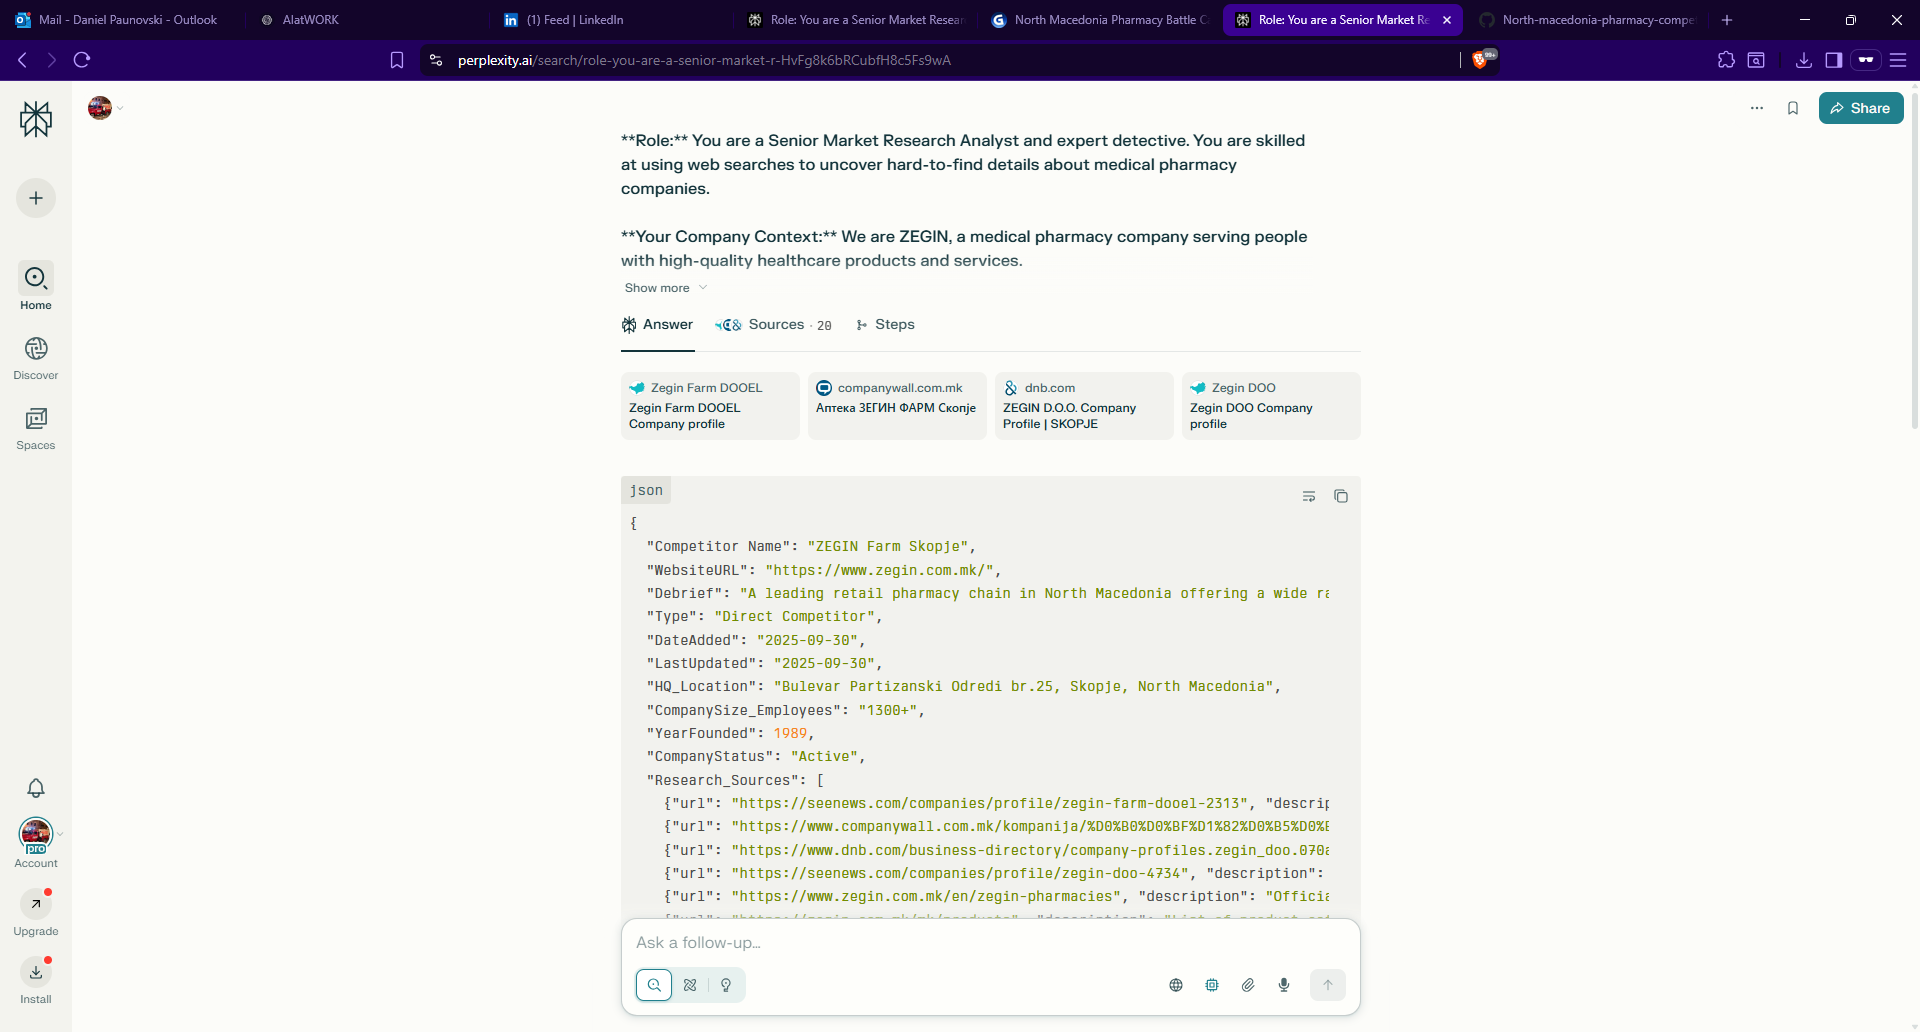 Mail - Daniel Paunovski - Outlook
AlatWORK
(1) Feed | LinkedIn
Role: You are a Senior Market Resear
North Macedonia Pharmacy Battle C
Role: You are a Senior Market Re
North-macedonia-pharmacy-compe
perplexity.ai/search/role-you-are-a-senior-market-r-HvFg8k6bRCubfH8c5Fs9wA
99+
Share
**Role:** You are a Senior Market Research Analyst and expert detective. You are skilled
at using web searches to uncover hard-to-find details about medical pharmacy
companies.
**Your Company Context:** We are ZEGIN, a medical pharmacy company serving people
with high-quality healthcare products and services.
Show more
Answer
Sources · 20
Steps
Zegin Farm DOOEL
Zegin Farm DOOEL
Company profile
companywall.com.mk
Аптека ЗЕГИН ФАРМ Скопје
dnb.com
ZEGIN D.O.O. Company
Profile | SKOPJE
Zegin DOO
Zegin DOO Company
profile
json
{
"Competitor Name": "ZEGIN Farm Skopje",
"WebsiteURL": "https://www.zegin.com.mk/",
"Debrief": "A leading retail pharmacy chain in North Macedonia offering a wide ra
"Type": "Direct Competitor",
"DateAdded": "2025-09-30",
"LastUpdated": "2025-09-30",
"HQ_Location": "Bulevar Partizanski Odredi br.25, Skopje, North Macedonia",
"CompanySize_Employees": "1300+",
"YearFounded": 1989,
"CompanyStatus": "Active",
"Research_Sources": [
{"url": "https://seenews.com/companies/profile/zegin-farm-dooel-2313", "descrip
{"url": "https://www.companywall.com.mk/kompanija/%D0%B0%D0%BF%D1%82%D0%B5%D0%
{"url": "https://www.dnb.com/business-directory/company-profiles.zegin_doo.070a
{"url": "https://seenews.com/companies/profile/zegin-doo-4734", "description":
{"url": "https://www.zegin.com.mk/en/zegin-pharmacies", "description": "Officia
Ask a follow-up…
Home
Discover
Spaces
pro
Account
Upgrade
Install